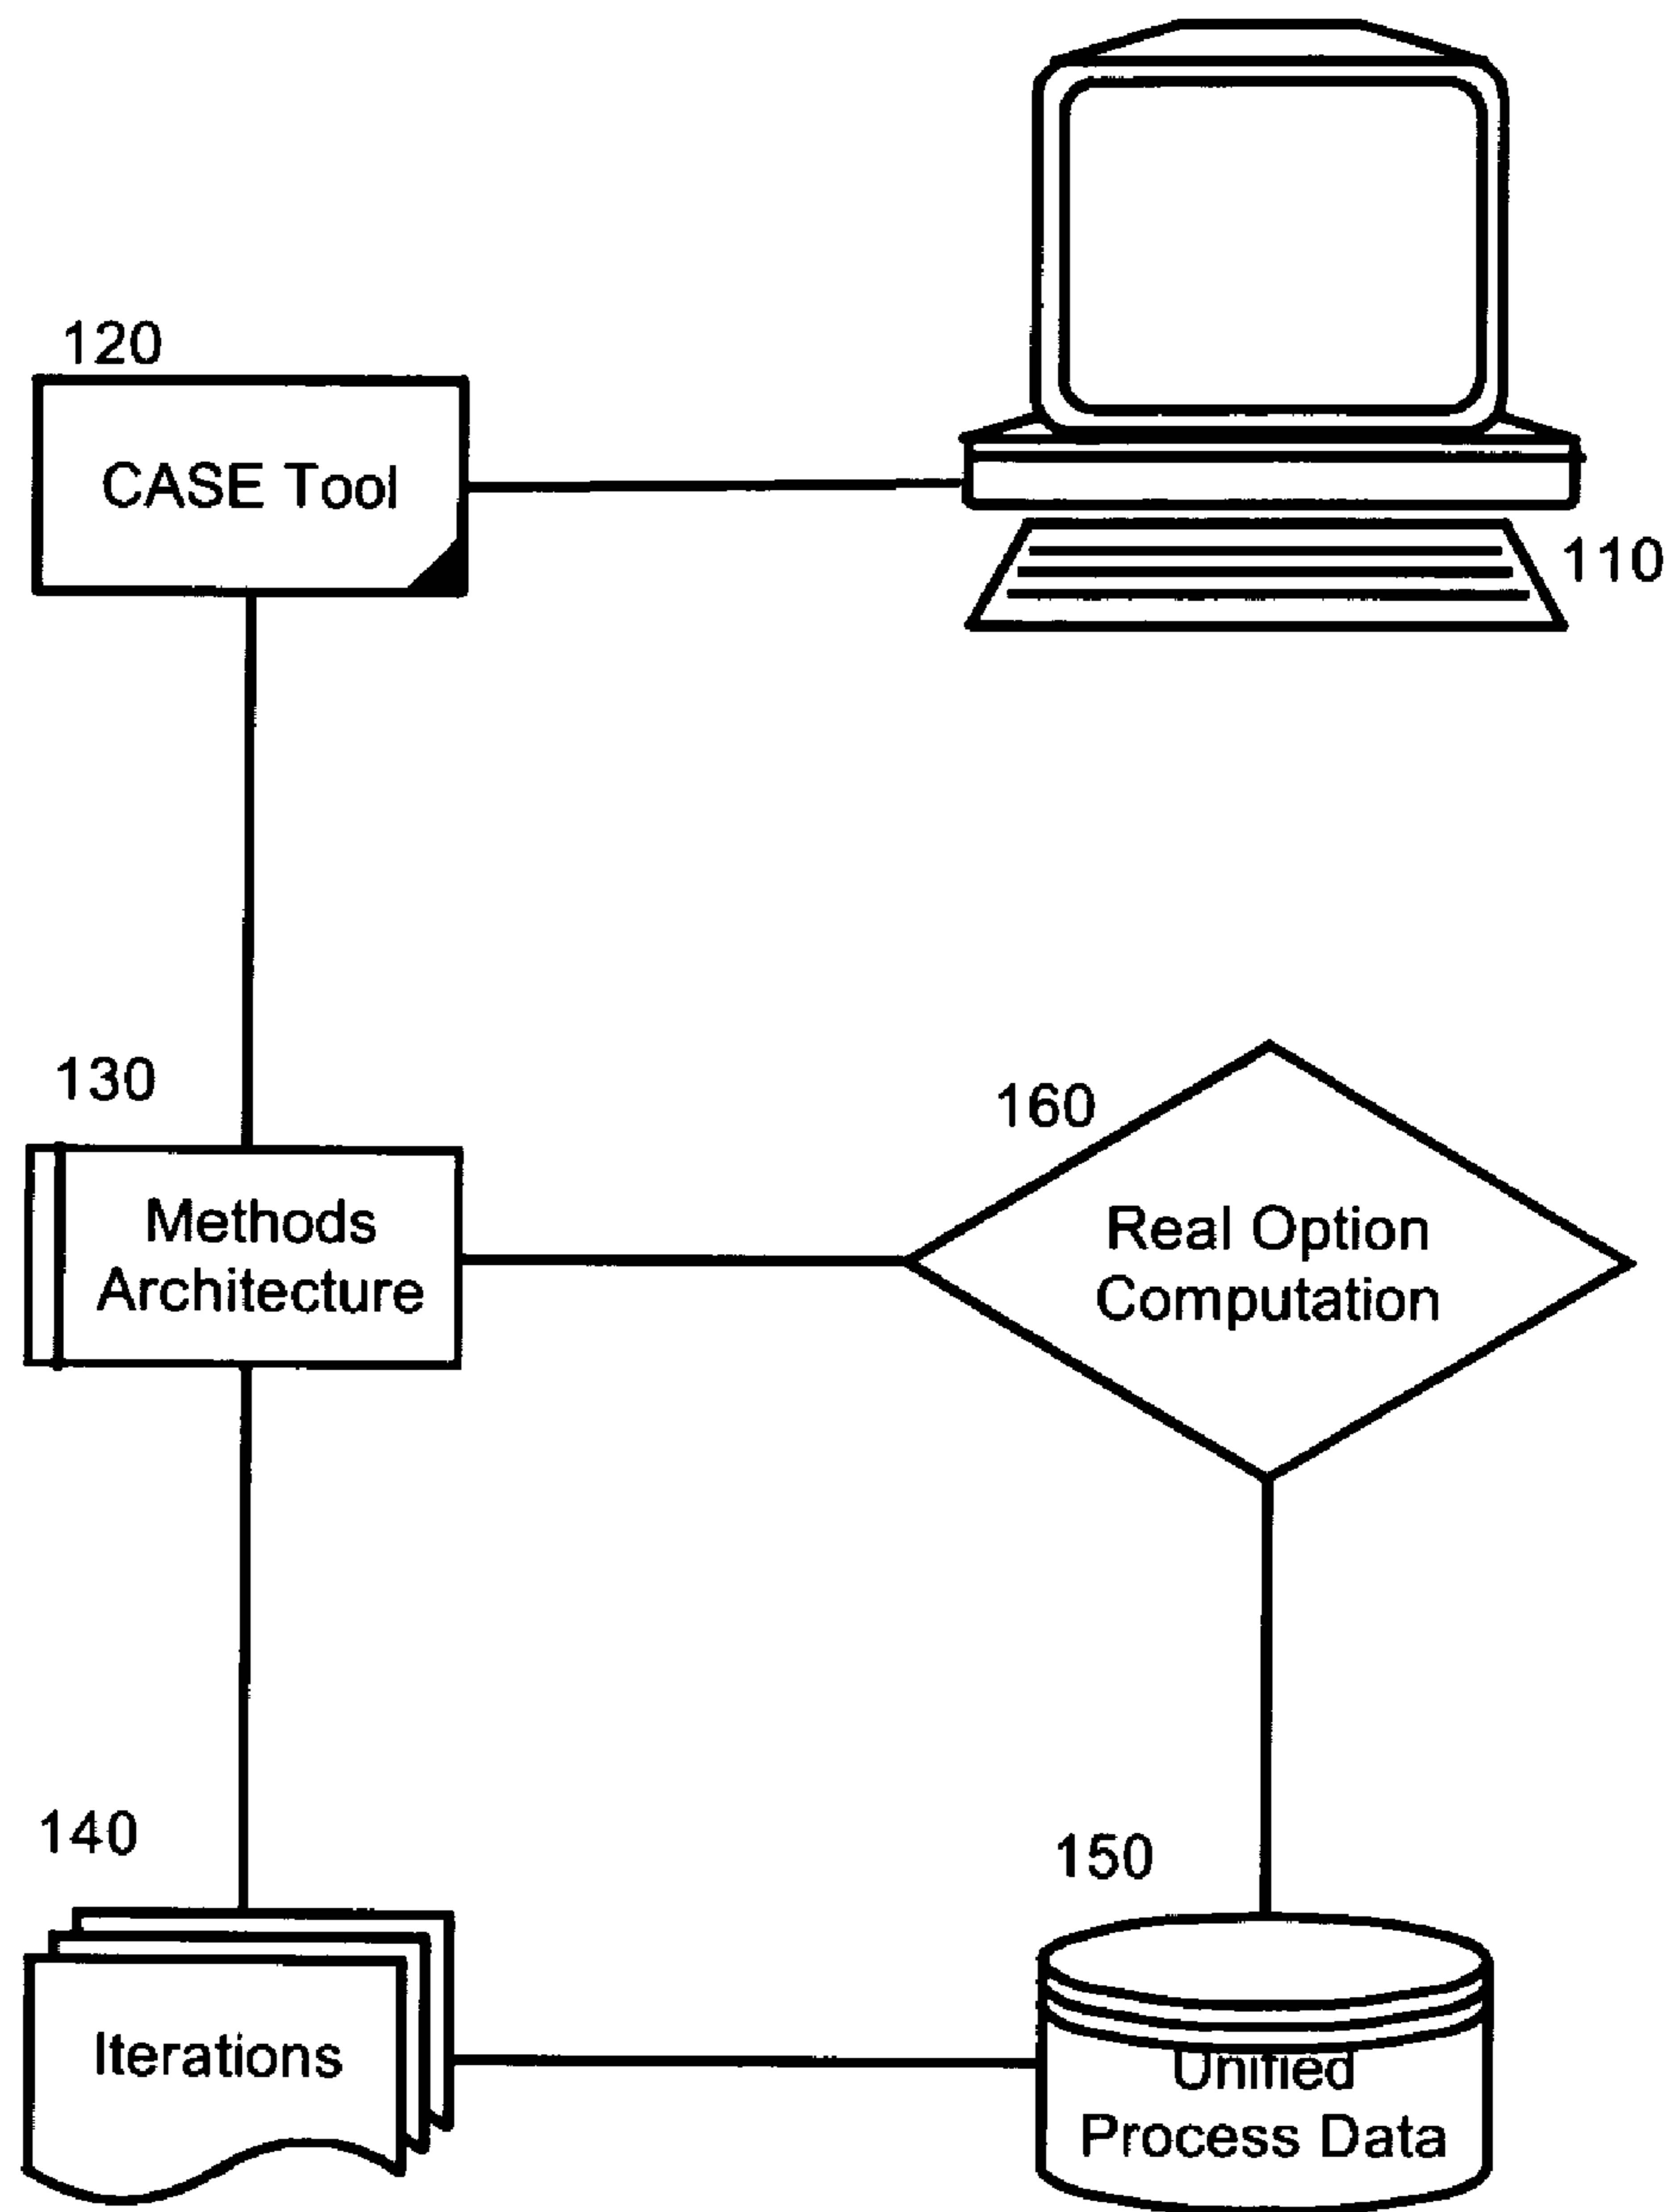 120
CASE Tool
110
130
Methods
Architecture
160
Real Option
Computation
140
Iterations
150
Unified
Process Data